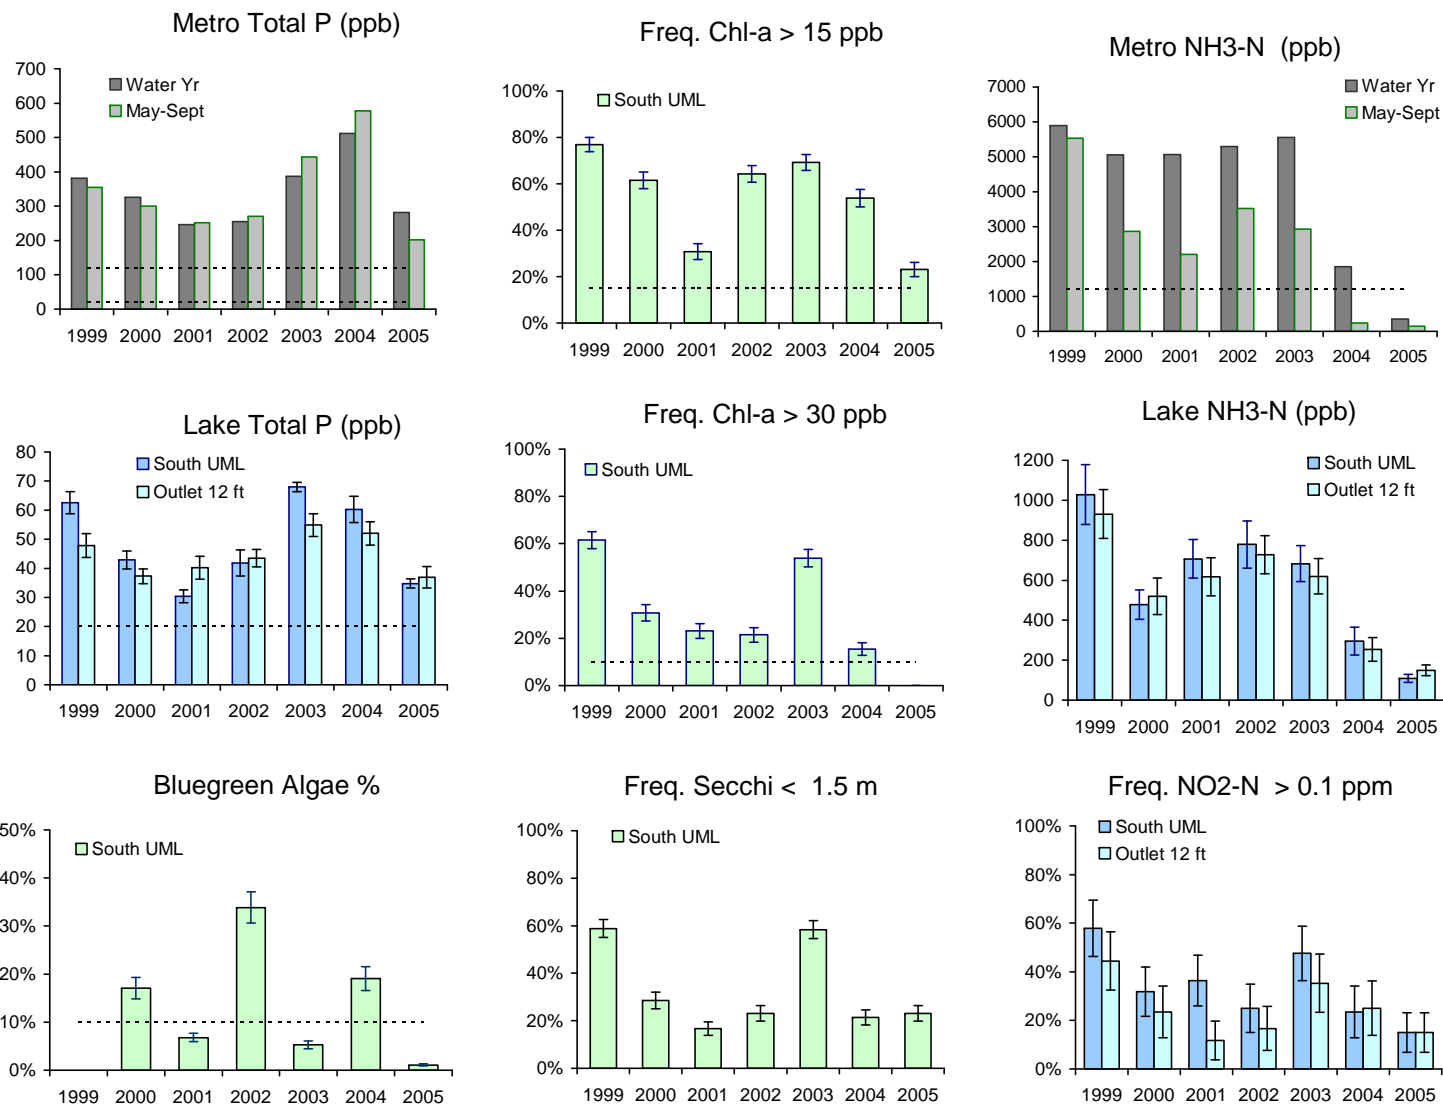 Metro Total P (ppb)
700
600
500
400
300
200
100
0
Water Yr
May-Sept
1999 2000 2001 2002 2003 2004 2005
Freq. Chl-a > 15 ppb
100%
80%
60%
40%
20%
0%
South UML
1999 2000 2001 2002 2003 2004 2005
Metro NH3-N (ppb)
7000
6000
5000
4000
3000
2000
1000
0
Water Yr
May-Sept
1999 2000 2001 2002 2003 2004 2005
Lake Total P (ppb)
80
70
60
50
40
30
20
10
0
South UML
Outlet 12 ft
1999 2000 2001 2002 2003 2004 2005
Freq. Chl-a > 30 ppb
100%
80%
60%
40%
20%
0%
South UML
1999 2000 2001 2002 2003 2004 2005
Lake NH3-N (ppb)
1200
1000
800
600
400
200
0
South UML
Outlet 12 ft
1999 2000 2001 2002 2003 2004 2005
Bluegreen Algae %
50%
40%
30%
20%
10%
0%
South UML
1999 2000 2001 2002 2003 2004 2005
Freq. Secchi < 1.5 m
100%
80%
60%
40%
20%
0%
South UML
1999 2000 2001 2002 2003 2004 2005
Freq. NO2-N > 0.1 ppm
100%
80%
60%
40%
20%
0%
South UML
Outlet 12 ft
1999 2000 2001 2002 2003 2004 2005